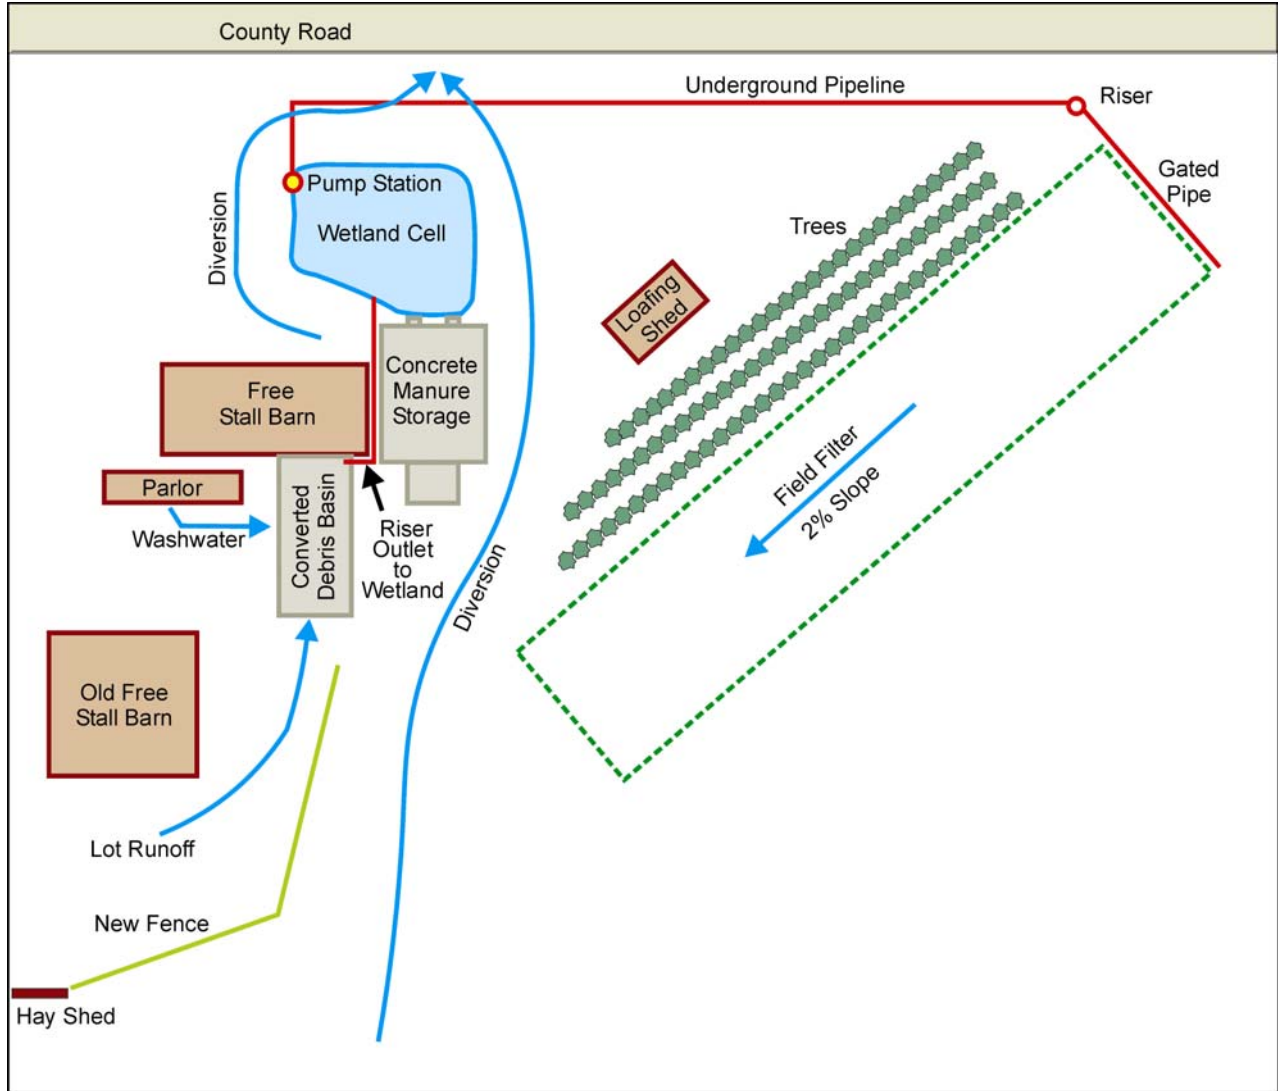 County Road
Underground Pipeline
Riser
Gated
Pipe
Pump Station
Wetland Cell
Diversion
Trees
Loafing
Shed
Free
Stall Barn
Concrete
Manure
Storage
Parlor
Washwater
Converted
Debris Basin
Riser
Outlet
to
Wetland
Diversion
Field Filter
2% Slope
Old Free
Stall Barn
Lot Runoff
New Fence
Hay Shed